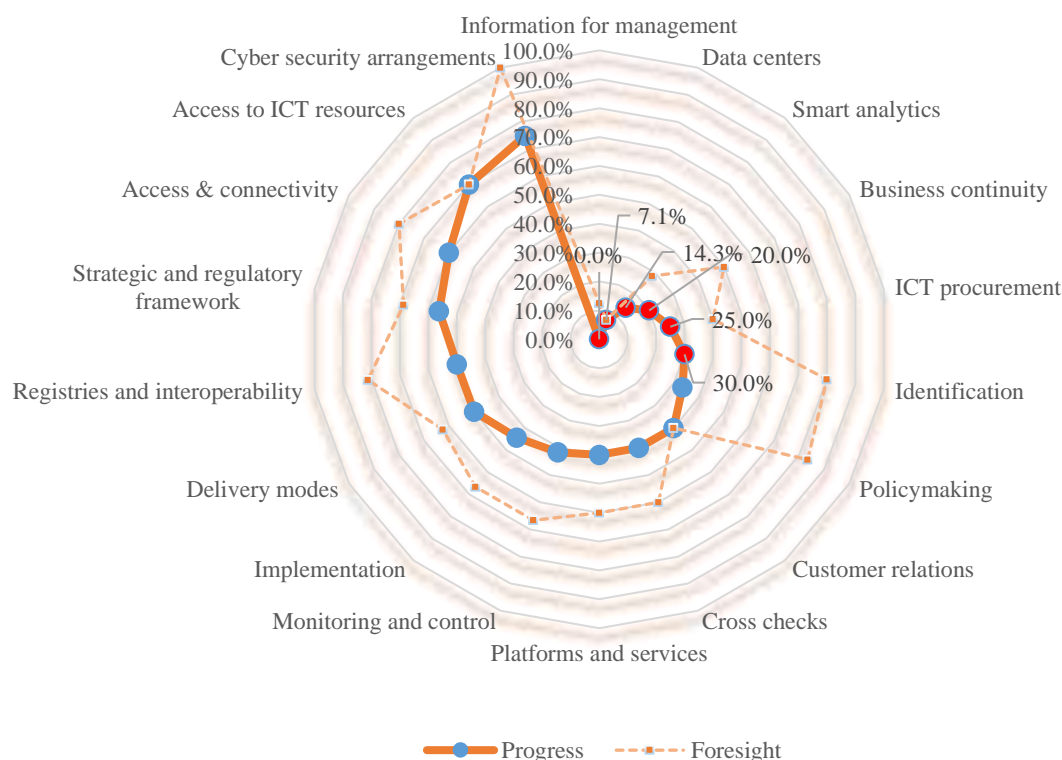 Information for management
Cyber security arrangements
Data centers
Access to ICT resources
Smart analytics
Access & connectivity
Business continuity
Strategic and regulatory
framework
ICT procurement
Registries and interoperability
Identification
Delivery modes
Policymaking
Implementation
Customer relations
Monitoring and control
Cross checks
Platforms and services
100.0%
90.0%
80.0%
70.0%
60.0%
50.0%
40.0%
30.0%
20.0%
10.0%
0.0%
0.0%
7.1%
14.3%
20.0%
25.0%
30.0%
Progress
Foresight